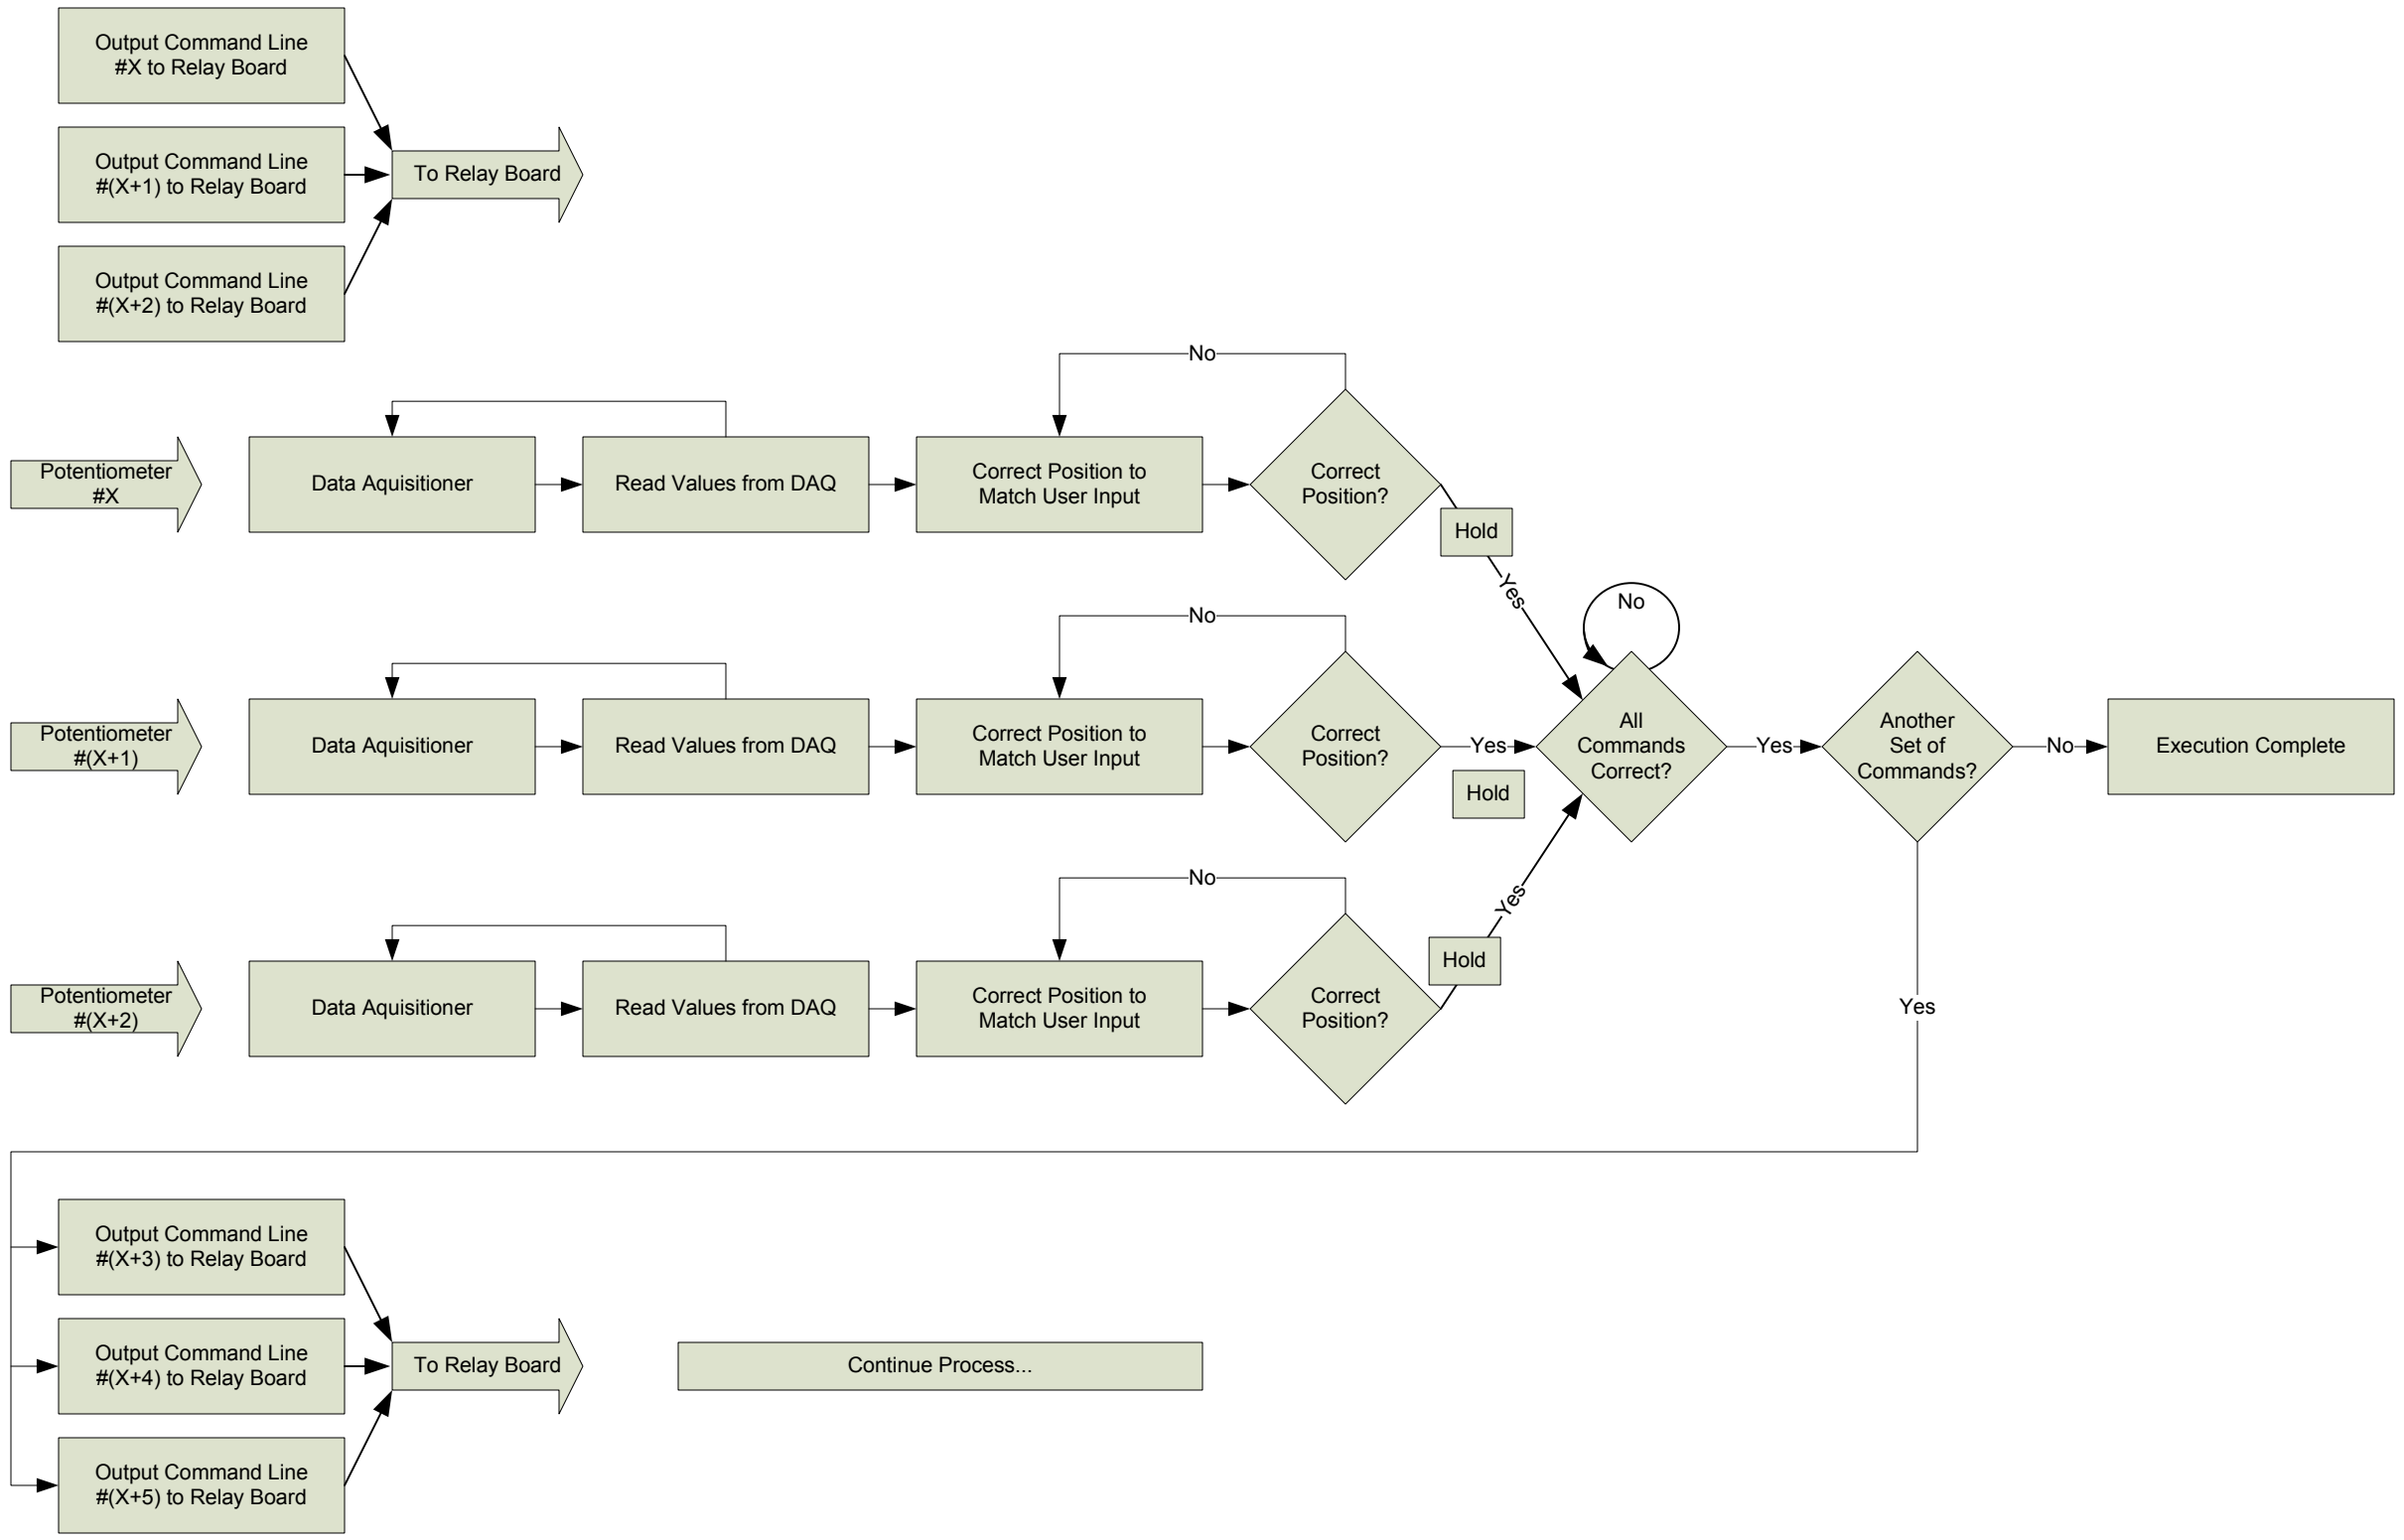 Output Command Line
#X to Relay Board
Output Command Line
#(X+1) to Relay Board
To Relay Board
Output Command Line
#(X+2) to Relay Board
No
Potentiometer
#X
Data Aquisitioner
Read Values from DAQ
Correct Position to
Match User Input
Correct
Position?
Hold
Yes
No
No
Potentiometer
#(X+1)
Data Aquisitioner
Read Values from DAQ
Correct Position to
Match User Input
Correct
Position?
Yes
Hold
All
Commands
Correct?
Yes
Another
Set of
Commands?
No
Execution Complete
No
Yes
Hold
Potentiometer
#(X+2)
Data Aquisitioner
Read Values from DAQ
Correct Position to
Match User Input
Correct
Position?
Yes
Output Command Line
#(X+3) to Relay Board
Output Command Line
#(X+4) to Relay Board
To Relay Board
Continue Process...
Output Command Line
#(X+5) to Relay Board